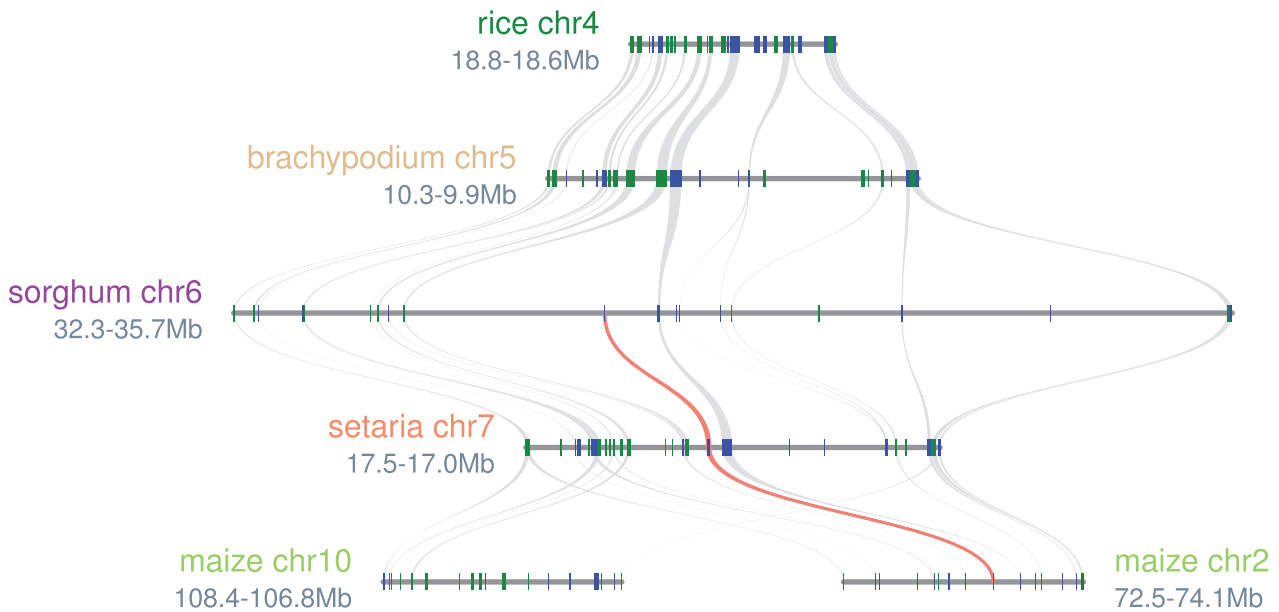 rice chr4
18.8-18.6Mb
brachypodium chr5
10.3-9.9Mb
sorghum chr6
32.3-35.7Mb
setaria chr7
17.5-17.0Mb
maize chr10
108.4-106.8Mb
maize chr2
72.5-74.1Mb